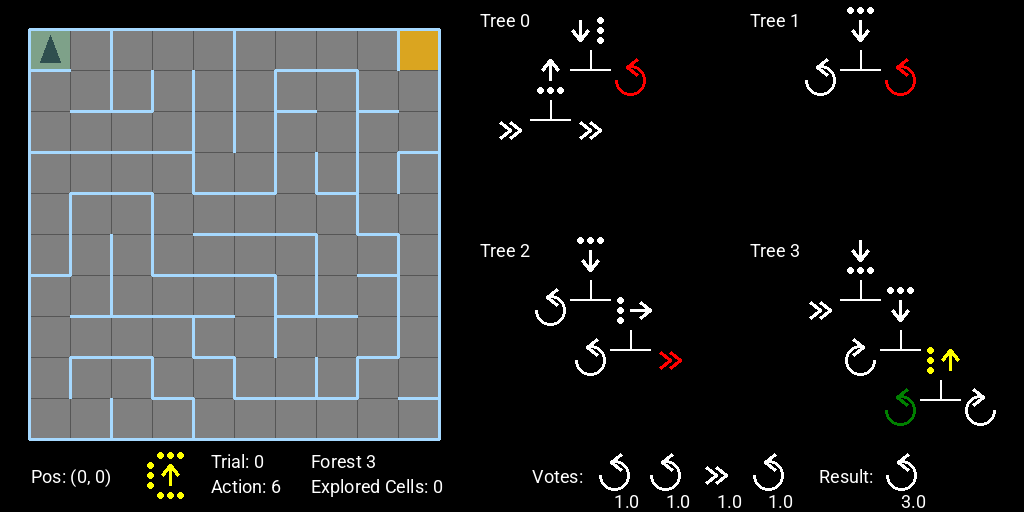 Tree 0
Tree 1
Tree 2
Tree 3
Pos: (0, 0)
Trial: 0
Forest 3
Action: 6
Explored Cells: 0
Votes:
1.0
1.0
1.0
1.0
Result:
3.0